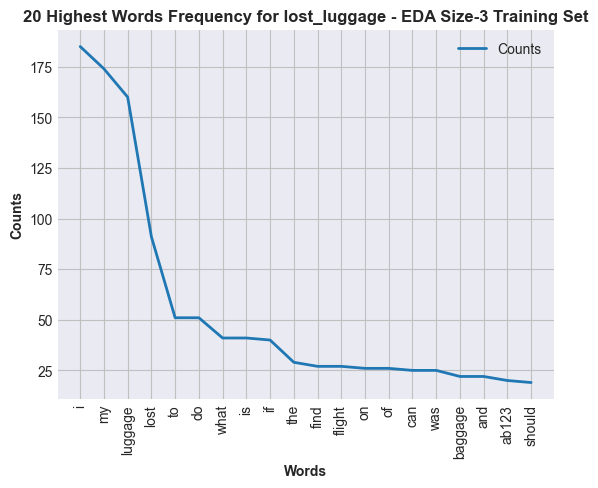 20 Highest Words Frequency for lost_luggage - EDA Size-3 Training Set
Counts
175
150
125
100
75
50
25
Counts
i
my
luggage
lost
to
do
what
is
if
the
find
flight
on
of
can
was
baggage
and
ab123
should
Words